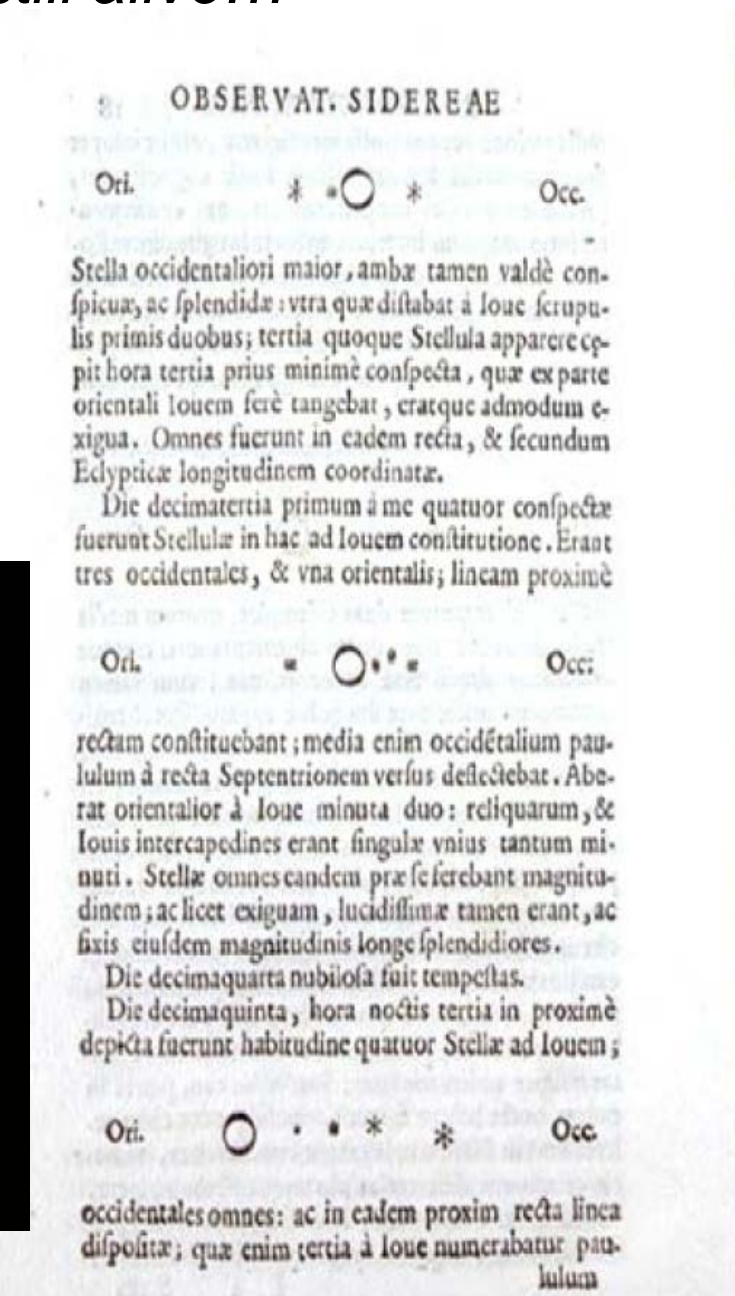 OBSERVAT. SIDEREAE
Ori. Occ.
Stella occidentaliori maior, ambæ tamen valdè con-
ſpicuæ, ac ſplendidæ: vtra quæ diſtabat à Ioue ſcrupu-
lis primis duobus; tertia quoque Stellula apparere cę-
pit hora tertia prius minimè conſpecta, quæ ex parte
orientali Iouem ferè tangebat, eratque admodum e-
xigua. Omnes fuerunt in eadem recta, & ſecundum
Eclypticæ longitudinem coordinatæ.
Die decimatertia primum à me quatuor conſpectæ
fuerunt Stellulæ in hac ad Iouem conſtitutione. Erant
tres occidentales, & vna orientalis; lineam proximè
Ori. Occ:
rectam conſtituebant; media enim occidétalium pau-
lulum à recta Septentrionem verſus deflectebat. Abe-
rat orientalior à Ioue minuta duo: reliquarum, &
Iouis intercapedines erant ſingulæ vnius tantum mi-
nuti. Stellæ omnes eandem præ ſe ferebant magnitu-
dinem; ac licet exiguam, lucidiſſimæ tamen erant, ac
fixis eiuſdem magnitudinis longe ſplendidiores.
Die decimaquarta nubiloſa fuit tempeſtas.
Die decimaquinta, hora noctis tertia in proximè
depicta fuerunt habitudine quatuor Stellæ ad Iouem;
Ori. Occ.
occidentales omnes: ac in eadem proxim recta linea
diſpoſitæ; quæ enim tertia à Ioue numerabatur pau-
lulum